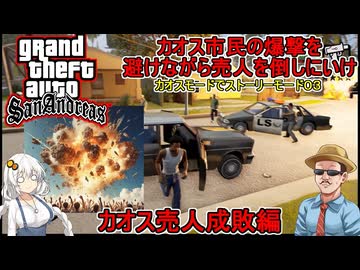 grand
theft
auto
San Andreas
カオス市民の爆撃を
避けながら売人を倒しにいけ
カオスモードでストーリーモード03
LS
カオス売人成敗編